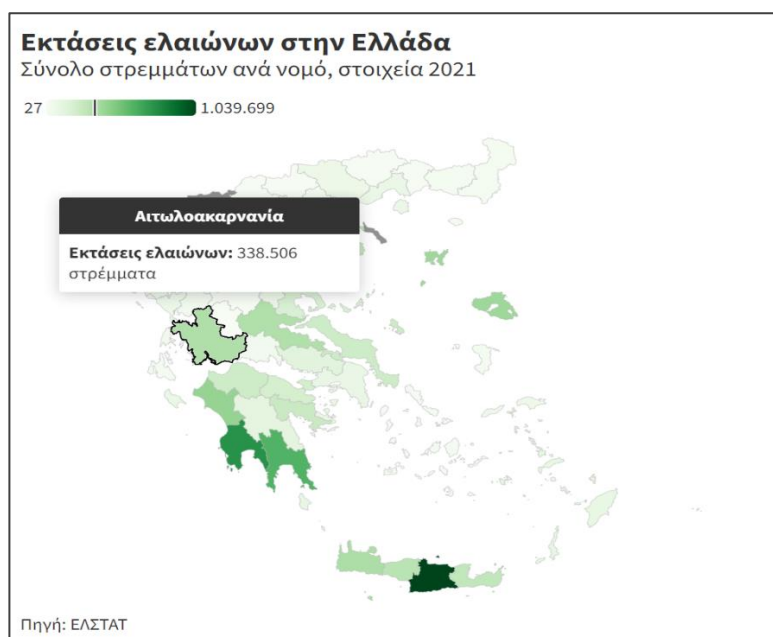 Εκτάσεις ελαιώνων στην Ελλάδα
Σύνολο στρεμμάτων ανά νομό, στοιχεία 2021
27 1.039.699
Αιτωλοακαρνανία
Εκτάσεις ελαιώνων: 338.506
στρέμματα
Πηγή: ΕΛΣΤΑΤ